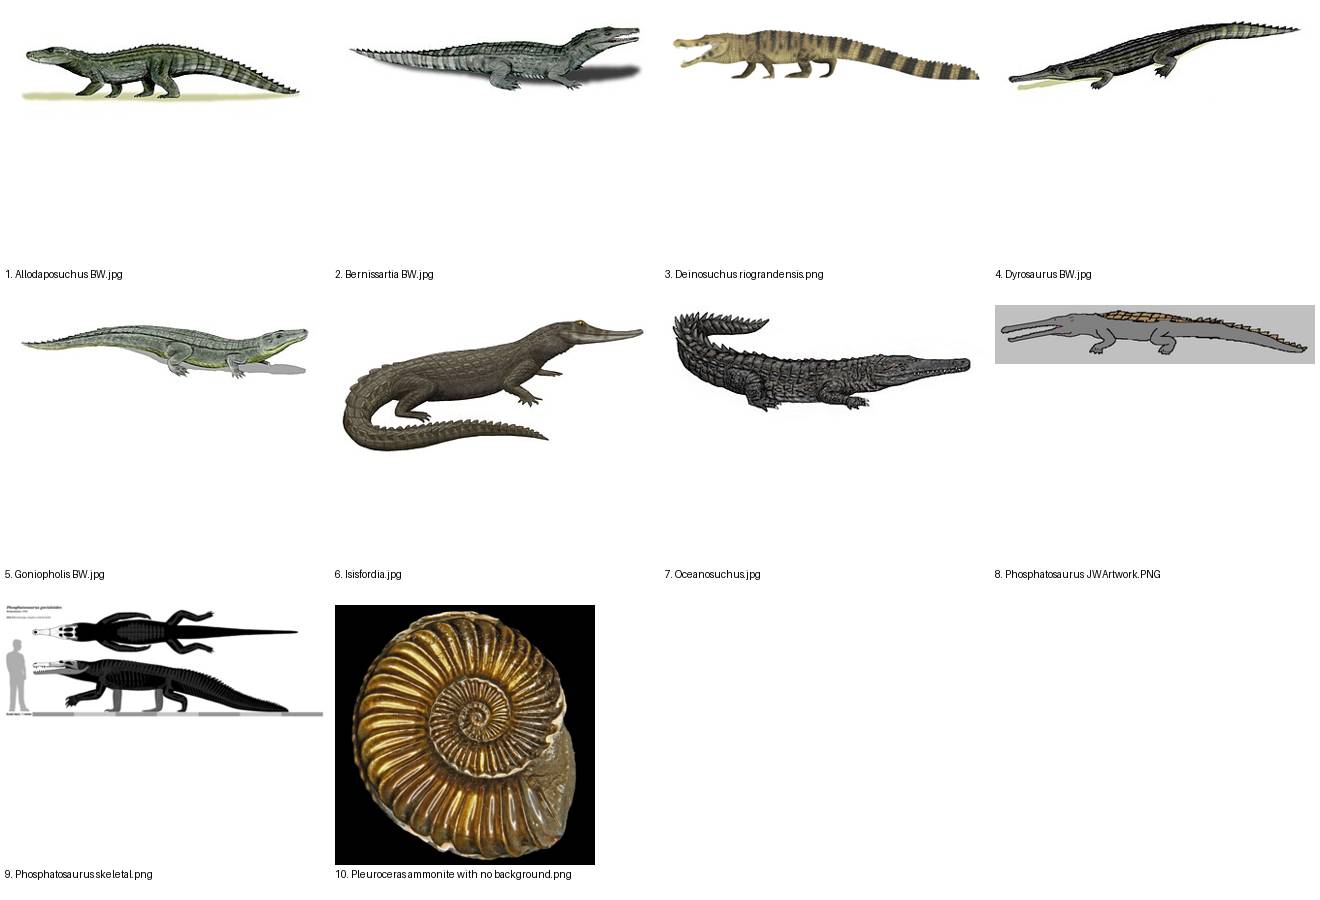 1. Allodaposuchus BW.jpg
2. Bernissartia BW.jpg
3. Deinosuchus riograndensis.png
4. Dyrosaurus BW.jpg
5. Goniopholis BW.jpg
6. Isisfordia.jpg
7. Oceanosuchus.jpg
8. Phosphatosaurus JWArtwork.PNG
Phosphatosaurus gavialoides
9. Phosphatosaurus skeletal.png
10. Pleuroceras ammonite with no background.png